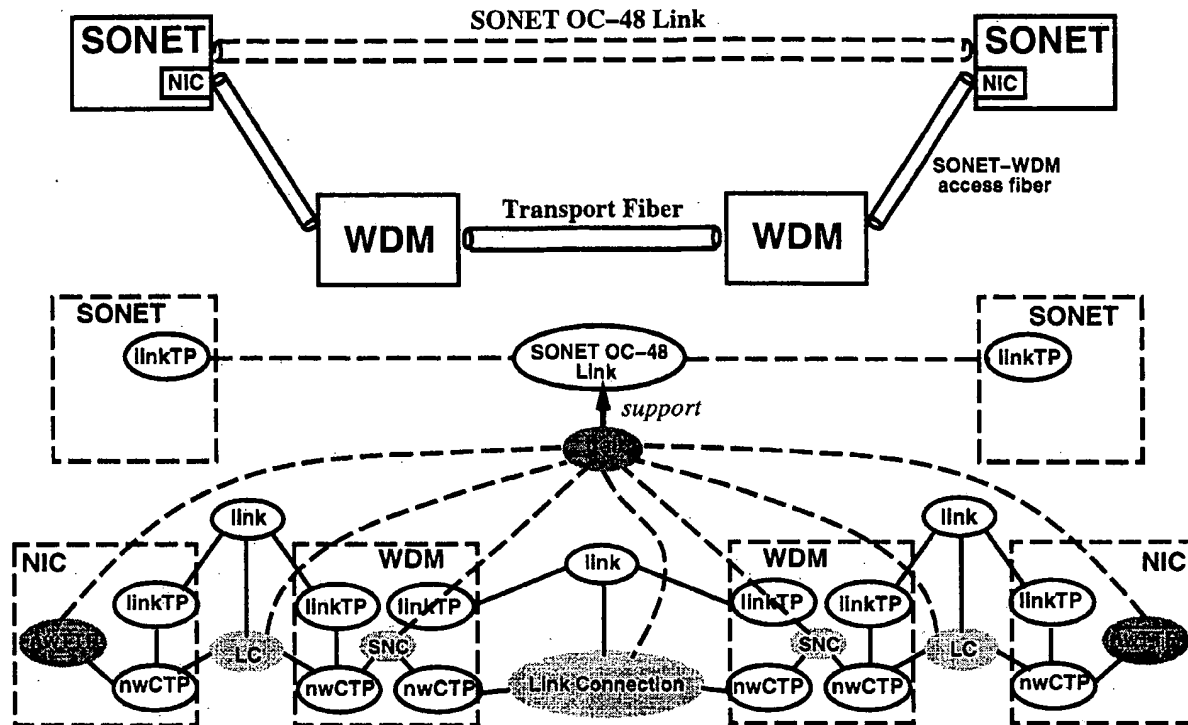 SONET OC–48 Link
SONET
SONET
NIC
NIC
SONET–WDM
access fiber
Transport Fiber
WDM
WDM
SONET
SONET
linkTP
SONET OC–48
Link
linkTP
support
link
link
NIC
WDM
link
WDM
NIC
linkTP
linkTP
linkTP
linkTP
linkTP
linkTP
LC
SNC
SNC
LC
nwCTP
nwCTP
nwCTP
Link Connection
nwCTP
nwCTP
nwCTP